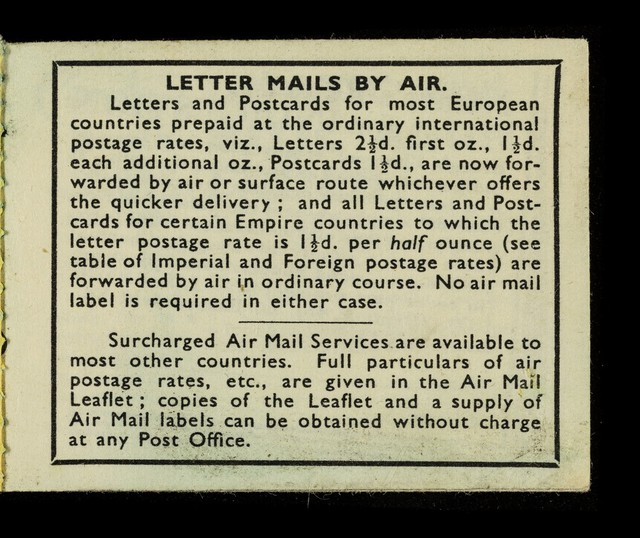 LETTER MAILS BY AIR.
Letters and Postcards for most European
countries prepaid at the ordinary international
postage rates, viz., Letters 2½d. first oz., 1½d.
each additional oz., Postcards 1½d., are now for-
warded by air or surface route whichever offers
the quicker delivery ; and all Letters and Post-
cards for certain Empire countries to which the
letter postage rate is 1½d. per half ounce (see
table of Imperial and Foreign postage rates) are
forwarded by air in ordinary course. No air mail
label is required in either case.
Surcharged Air Mail Services are available to
most other countries. Full particulars of air
postage rates, etc., are given in the Air Mail
Leaflet ; copies of the Leaflet and a supply of
Air Mail labels can be obtained without charge
at any Post Office.